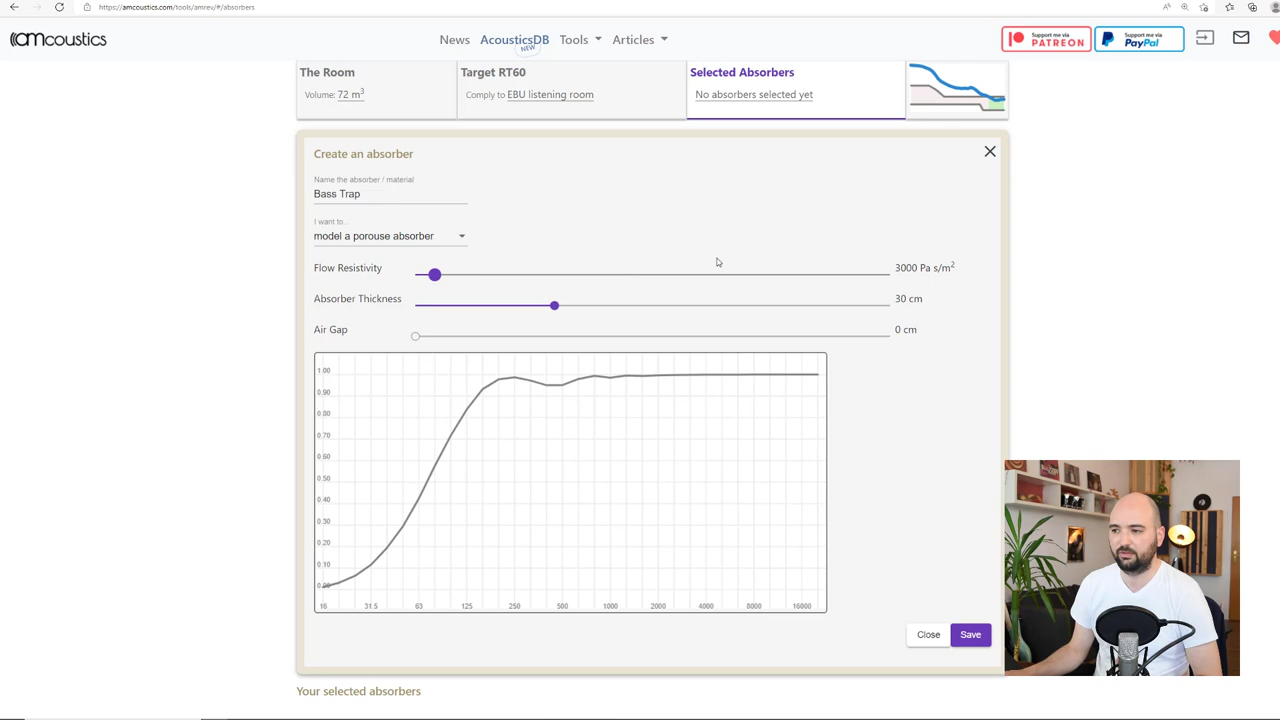 https://amcoustics.com/tools/amrev/#/absorbers
amcoustics
News AcousticsDB Tools Articles
NEW
Support me via PATREON
Support me via PayPal
The Room Target RT60 Selected Absorbers
Volume: 72 m³ Comply to EBU listening room No absorbers selected yet
Create an absorber
Name the absorber / material
Bass Trap
I want to...
model a porouse absorber
Flow Resistivity 3000 Pa s/m²
Absorber Thickness 30 cm
Air Gap 0 cm
1.00
0.90
0.80
0.70
0.60
0.50
0.40
0.30
0.20
0.10
0.00
16 31.5 63 125 250 500 1000 2000 4000 8000 16000
Close Save
Your selected absorbers